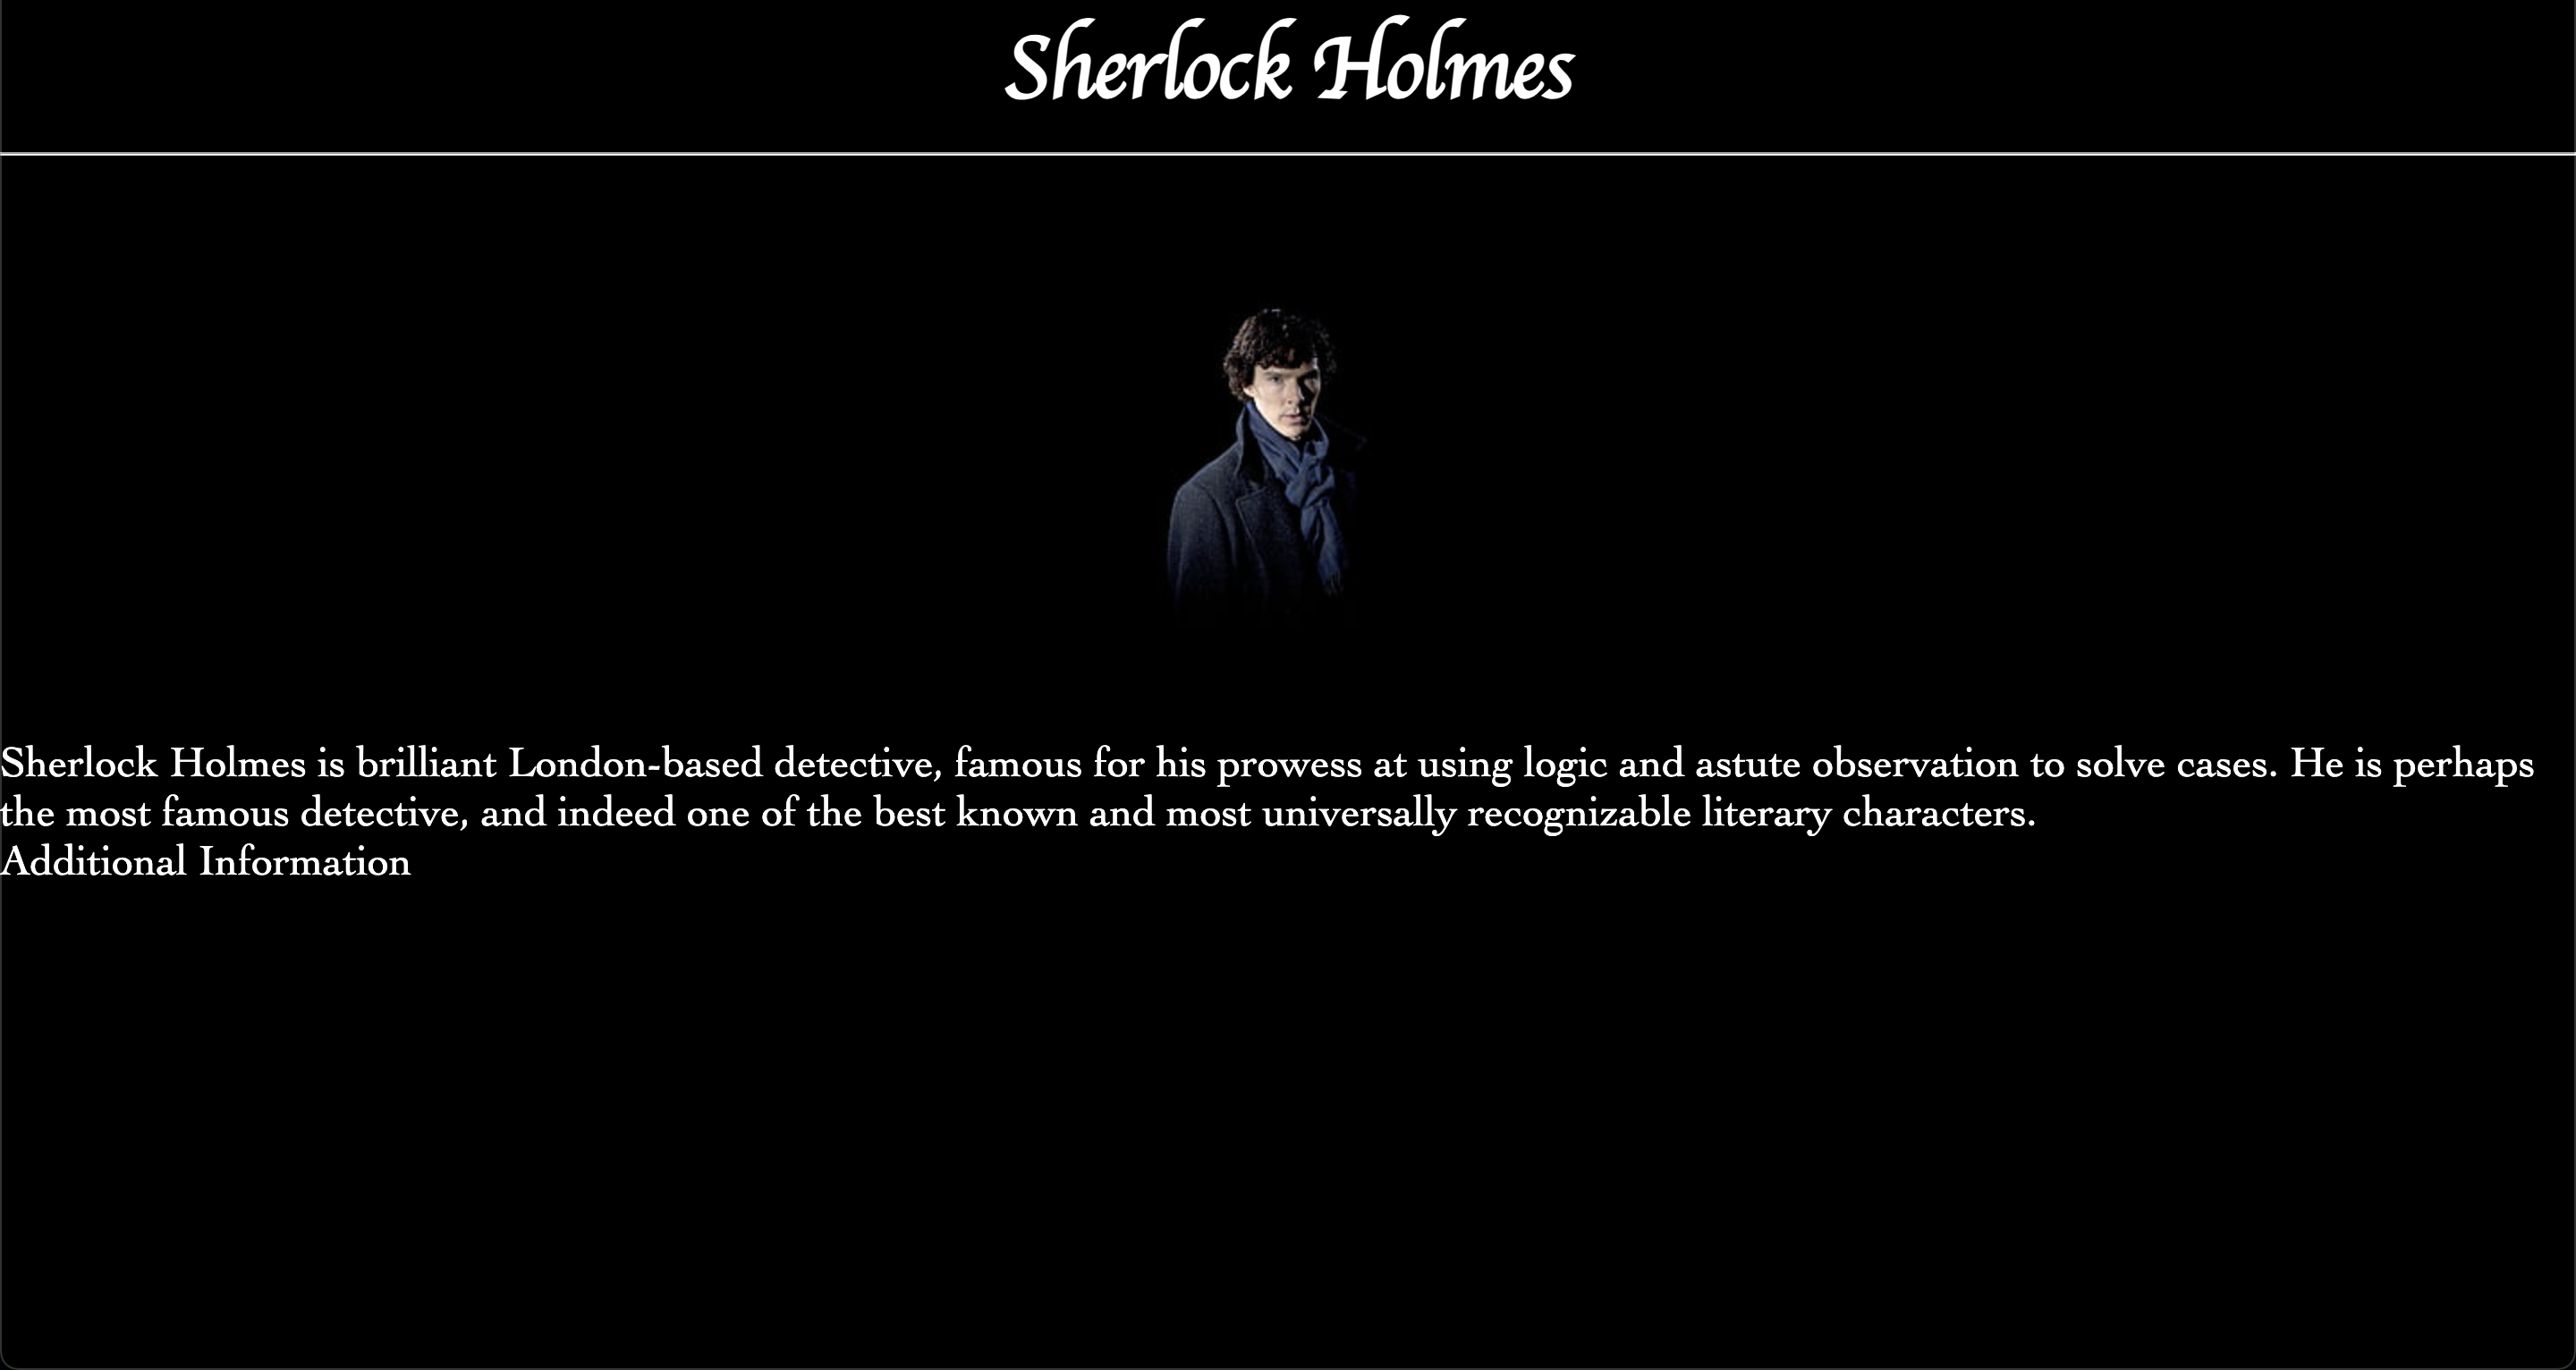 Sherlock Holmes
Sherlock Holmes is brilliant London-based detective, famous for his prowess at using logic and astute observation to solve cases. He is perhaps
the most famous detective, and indeed one of the best known and most universally recognizable literary characters.
Additional Information